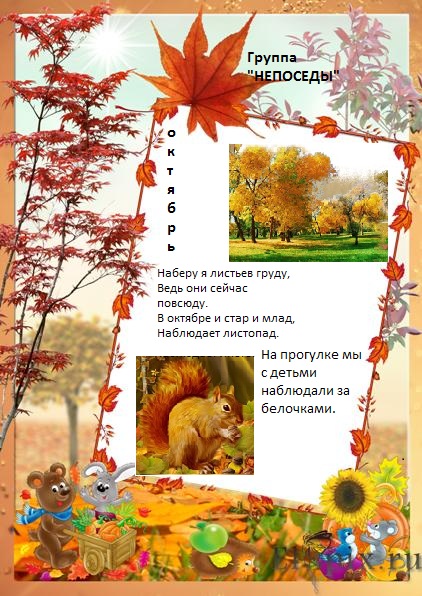 Группа
"НЕПОСЕДЫ"
октябрь
Наберу я листьев груду,
Ведь они сейчас
повсюду.
В октябре и стар и млад,
Наблюдает листопад.
На прогулке мы
с детьми
наблюдали за
белочками.